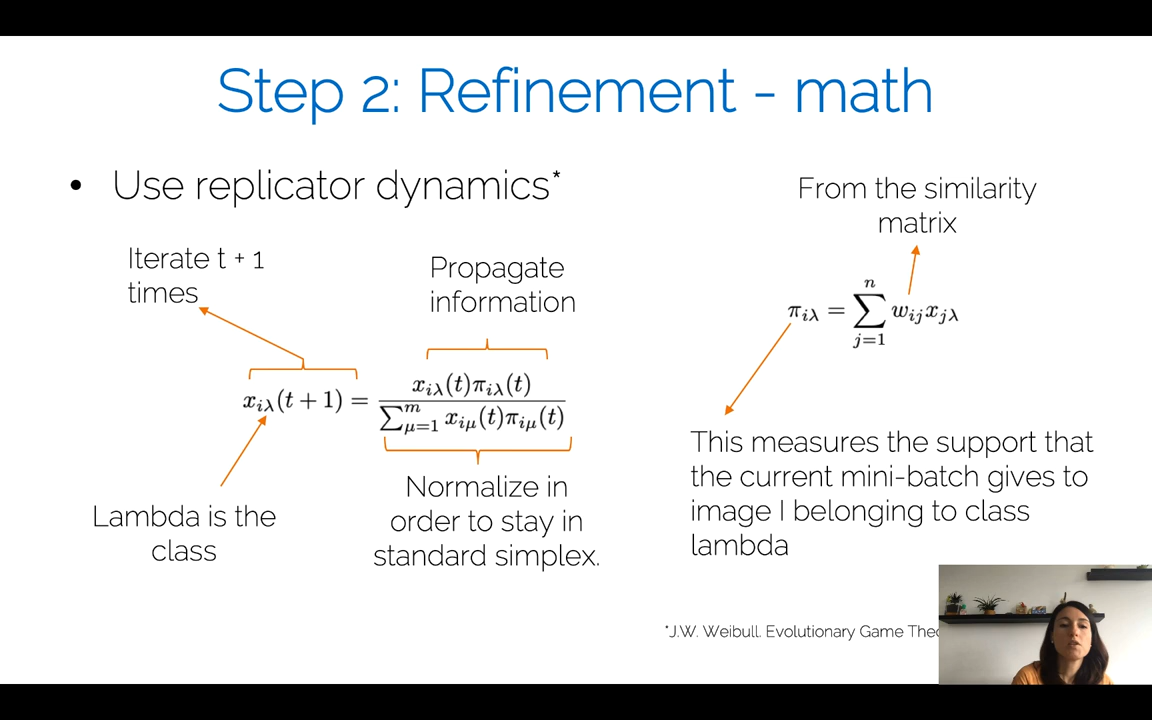 Step 2: Refinement - math
• Use replicator dynamics*
Iterate t + 1
times
Propagate
information
x_{iλ}(t + 1) = \frac{x_{iλ}(t)π_{iλ}(t)}{\sum_{μ=1}^{m} x_{iμ}(t)π_{iμ}(t)}
Lambda is the
class
Normalize in
order to stay in
standard simplex.
From the similarity
matrix
π_{iλ} = \sum_{j=1}^{n} w_{ij}x_{jλ}
This measures the support that
the current mini-batch gives to
image I belonging to class
lambda
*J.W. Weibull. Evolutionary Game